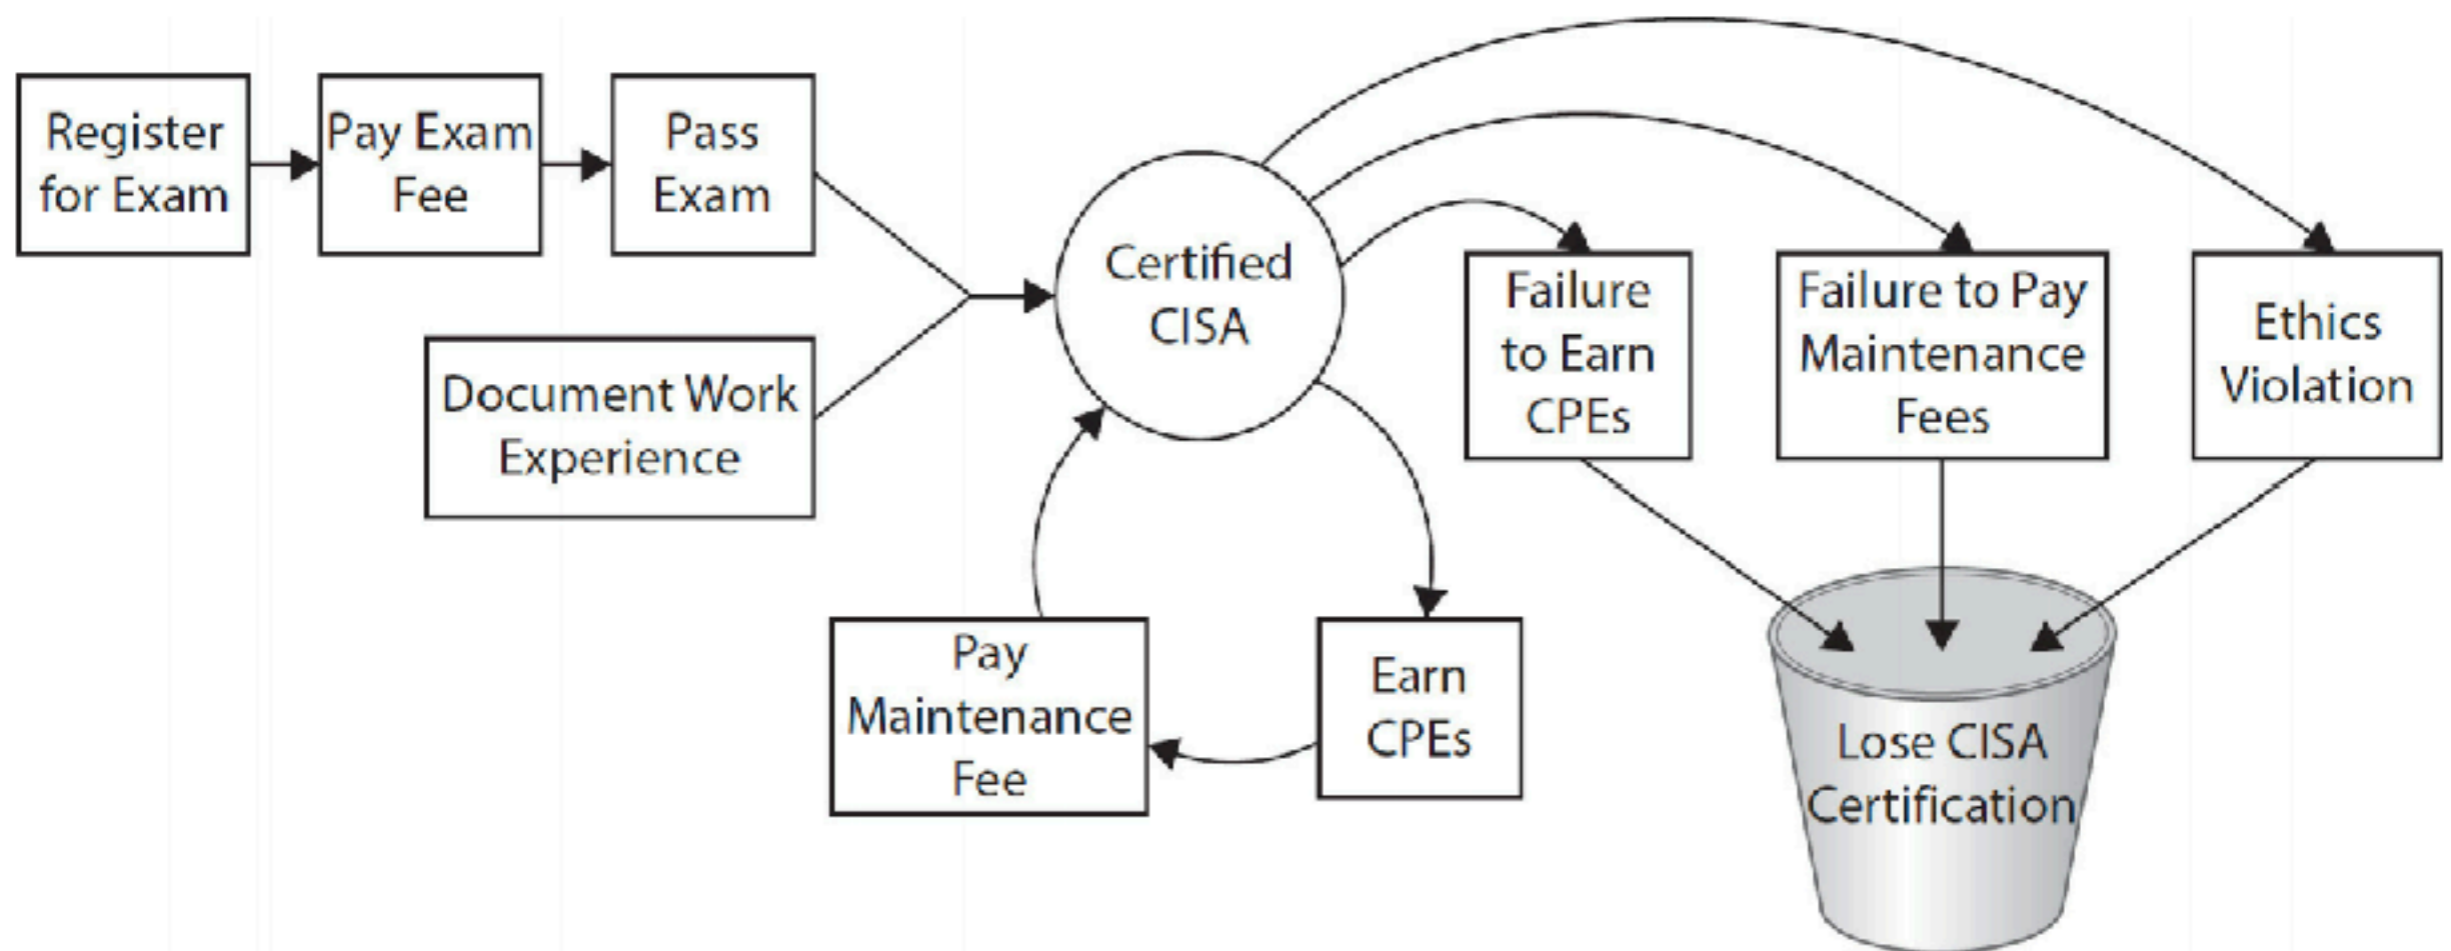 Register
for Exam
Pay Exam
Fee
Pass
Exam
Document Work
Experience
Certified
CISA
Failure
to Earn
CPEs
Failure to Pay
Maintenance
Fees
Ethics
Violation
Pay
Maintenance
Fee
Earn
CPEs
Lose CISA
Certification